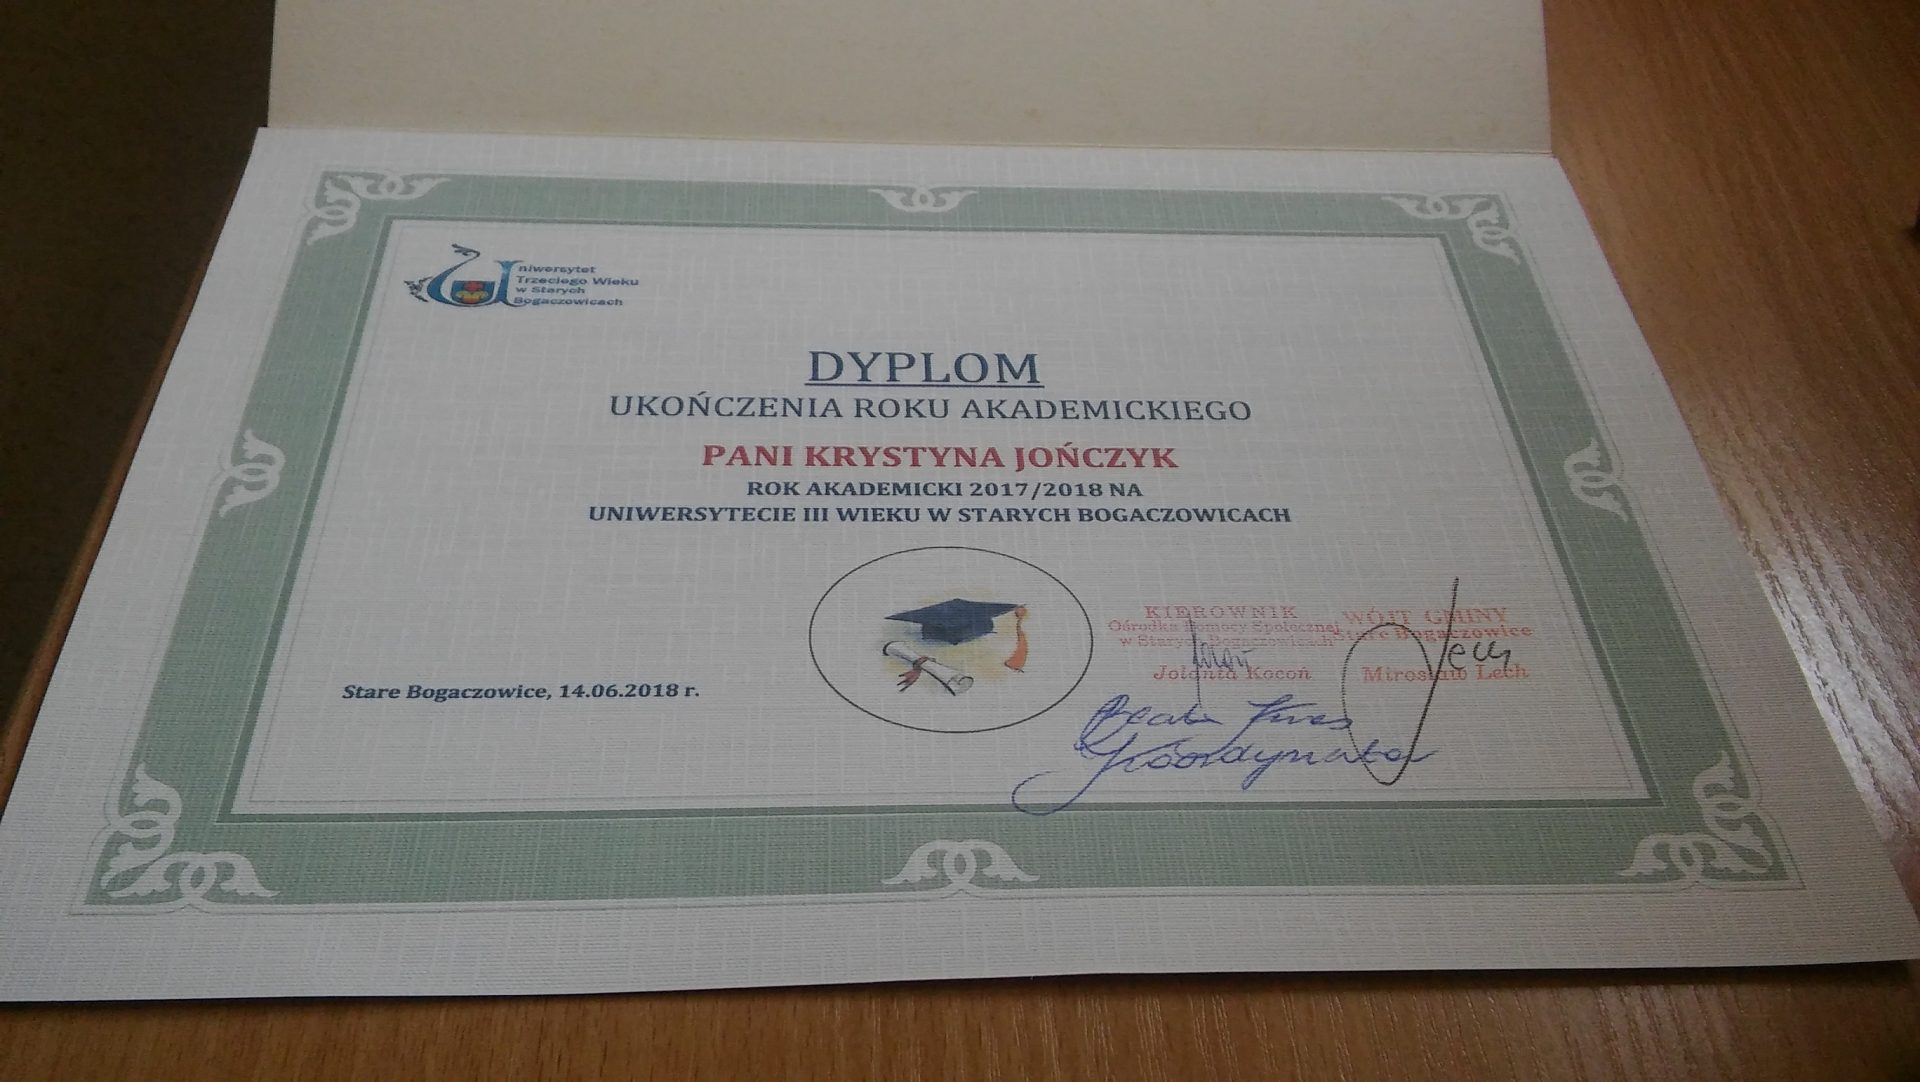 Uniwersytet
Trzeciego Wieku
w Starych
Bogaczowicach
DYPLOM
UKOŃCZENIA ROKU AKADEMICKIEGO
PANI KRYSTYNA JOŃCZYK
ROK AKADEMICKI 2017/2018 NA
UNIWERSYTECIE III WIEKU W STARYCH BOGACZOWICACH
KIEROWNIK
Ośrodka Pomocy Społecznej
w Starych Bogaczowicach
Jolanta Kocoń
WÓJT GMINY
Stare Bogaczowice
Mirosław Lech
Stare Bogaczowice, 14.06.2018 r.
Beata
Koordynator